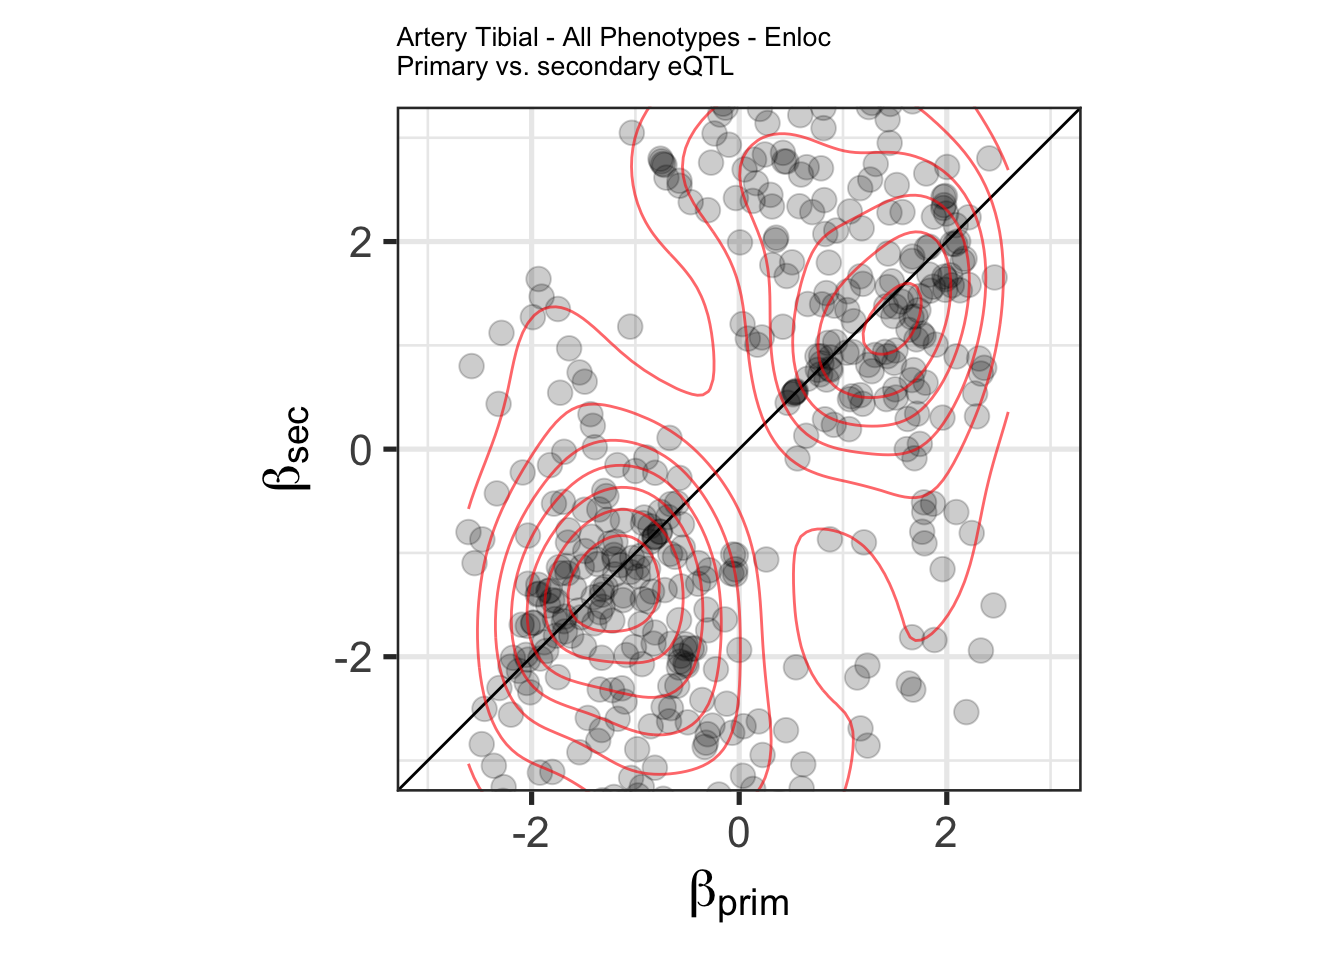 Artery Tibial - All Phenotypes - Enloc
Primary vs. secondary eQTL
βsec
2
0
-2
-2 0 2
βprim